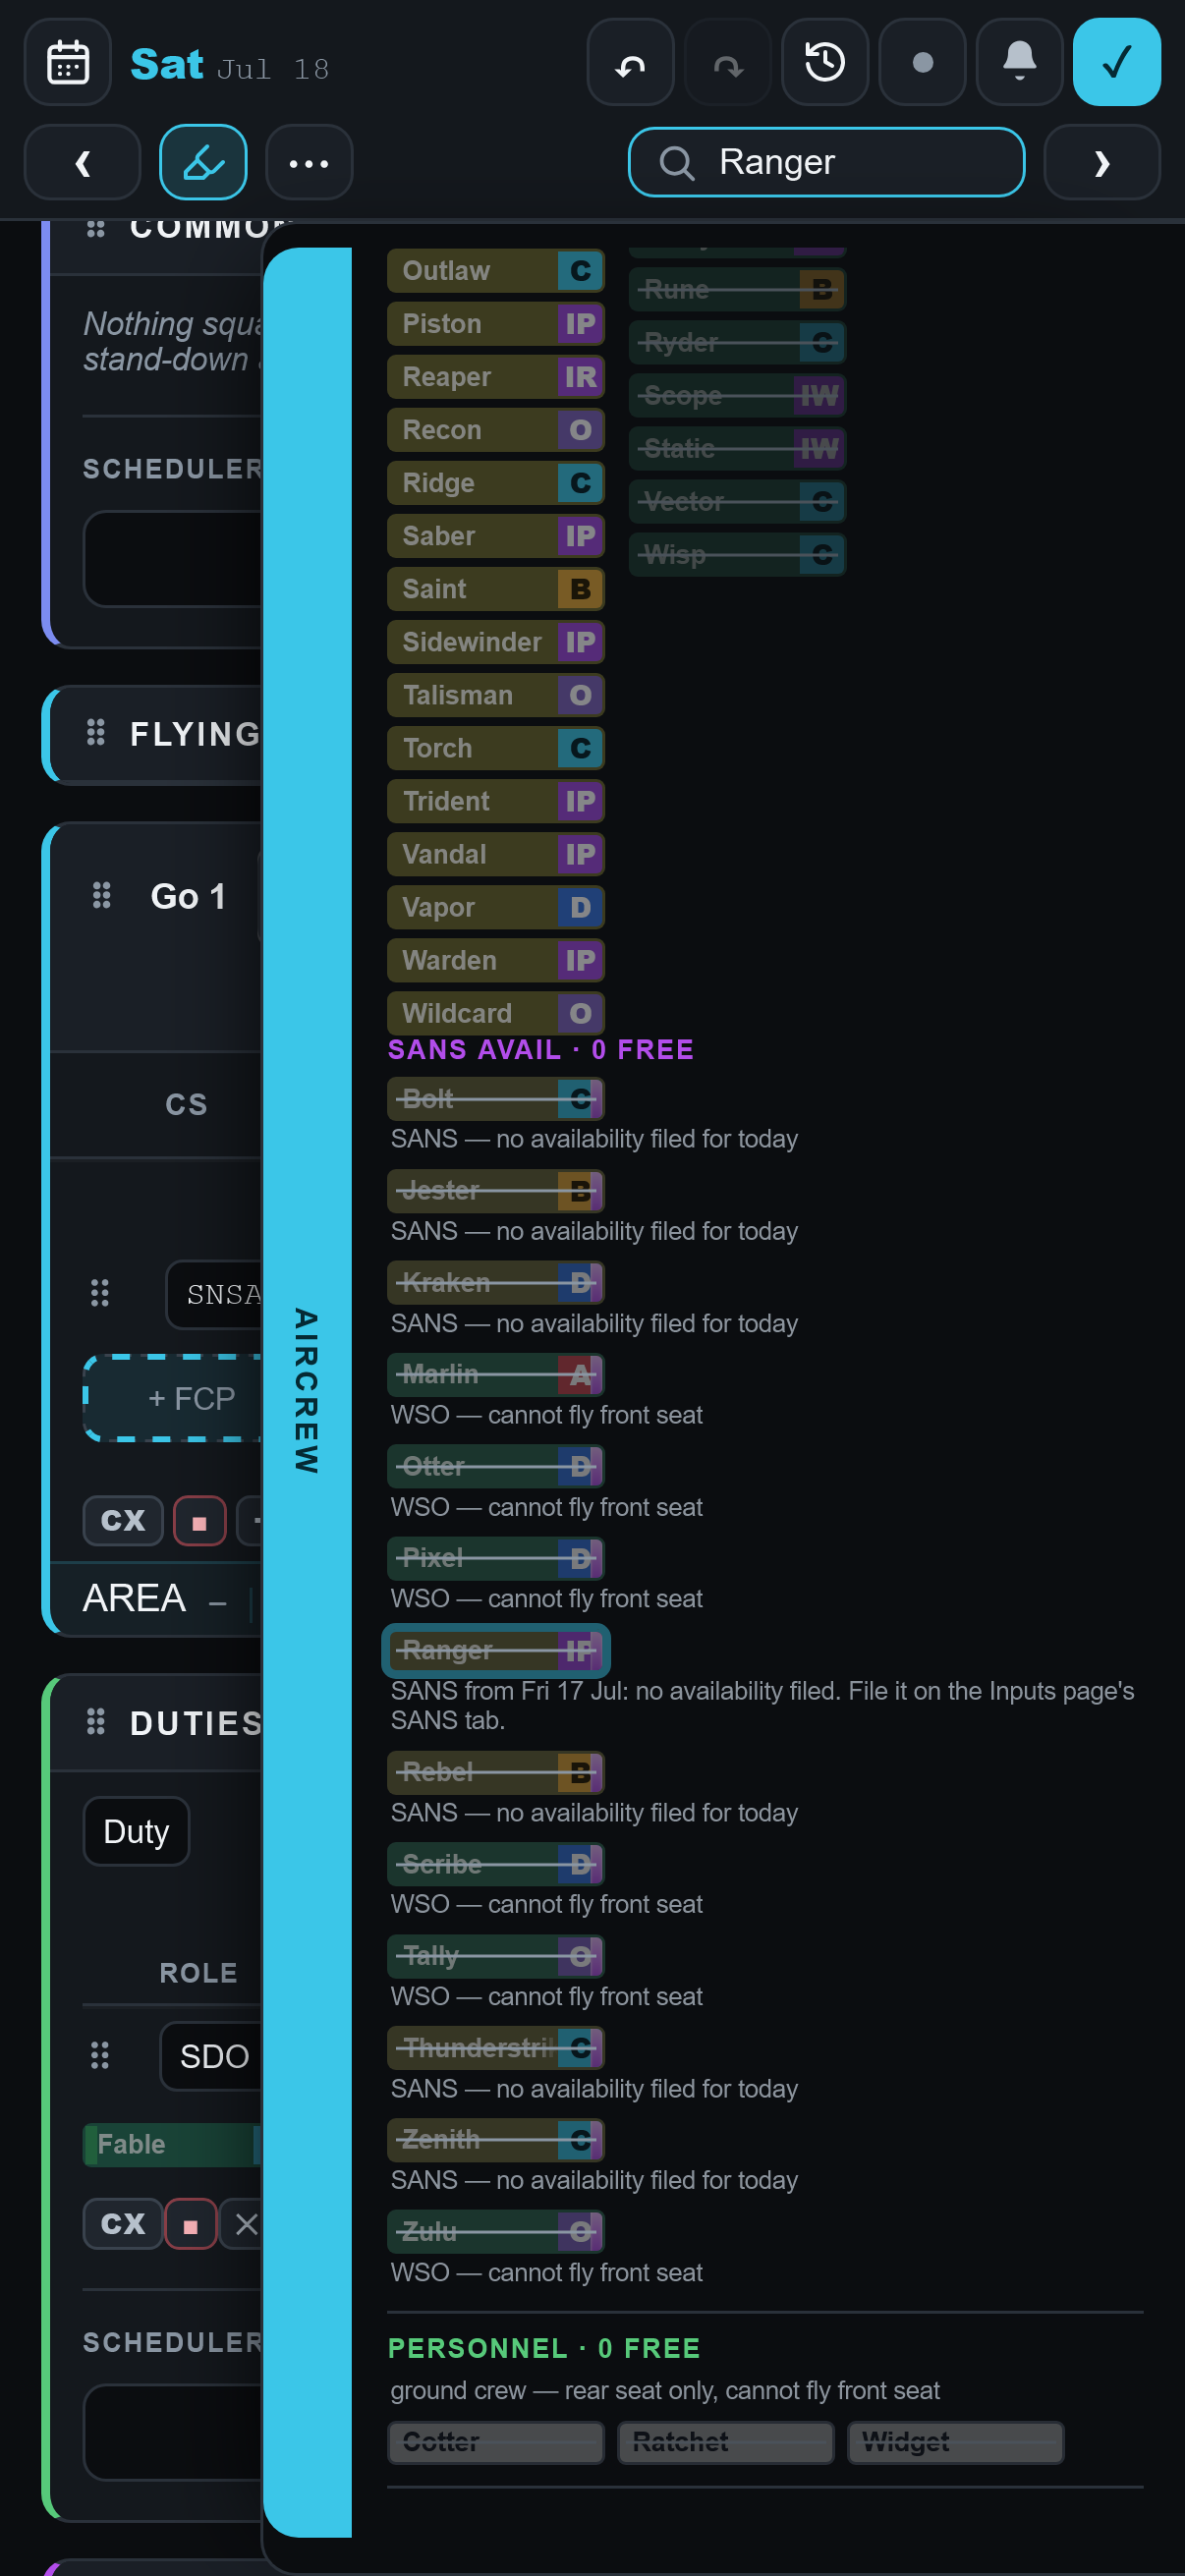 Sat Jul 18
Ranger
COMMON
Nothing squa
stand-down
SCHEDULER
FLYING
Go 1
CS
SNSA
+ FCP
CX
AREA –
DUTIES
Duty
ROLE
SDO
Fable
CX
SCHEDULER
AIRCREW
Outlaw C
Piston IP
Reaper IR
Recon O
Ridge C
Saber IP
Saint B
Sidewinder IP
Talisman O
Torch C
Trident IP
Vandal IP
Vapor D
Warden IP
Wildcard O
Rune B
Ryder C
Scope IW
Static IW
Vector C
Wisp C
SANS AVAIL · 0 FREE
Bolt C
SANS — no availability filed for today
Jester B
SANS — no availability filed for today
Kraken D
SANS — no availability filed for today
Marlin A
WSO — cannot fly front seat
Otter D
WSO — cannot fly front seat
Pixel D
WSO — cannot fly front seat
Ranger IP
SANS from Fri 17 Jul: no availability filed. File it on the Inputs page's
SANS tab.
Rebel B
SANS — no availability filed for today
Scribe D
WSO — cannot fly front seat
Tally O
WSO — cannot fly front seat
Thunderstri C
SANS — no availability filed for today
Zenith C
SANS — no availability filed for today
Zulu O
WSO — cannot fly front seat
PERSONNEL · 0 FREE
ground crew — rear seat only, cannot fly front seat
Cotter Ratchet Widget